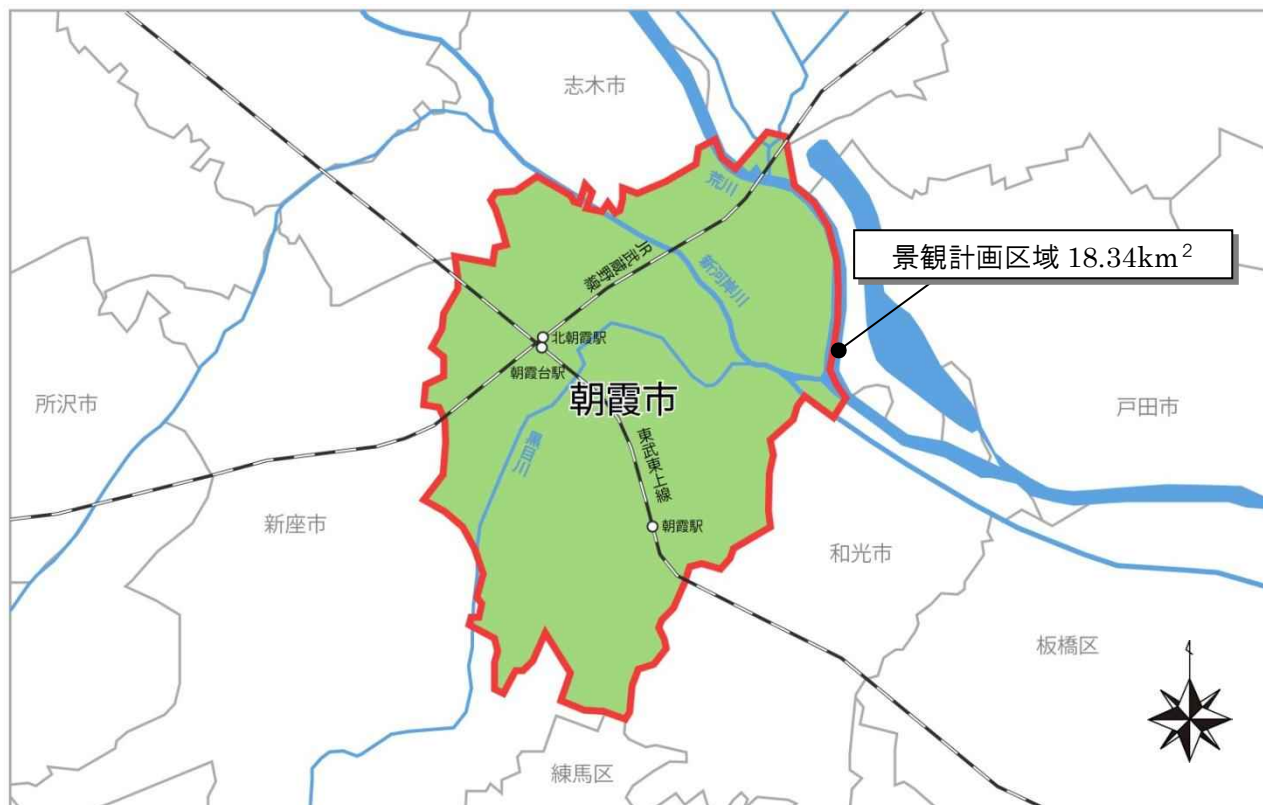 志木市
荒川
JR武蔵野線
新河岸川
景観計画区域 18.34km²
北朝霞駅
朝霞台駅
朝霞市
所沢市
戸田市
黒目川
東武東上線
新座市
朝霞駅
和光市
板橋区
練馬区